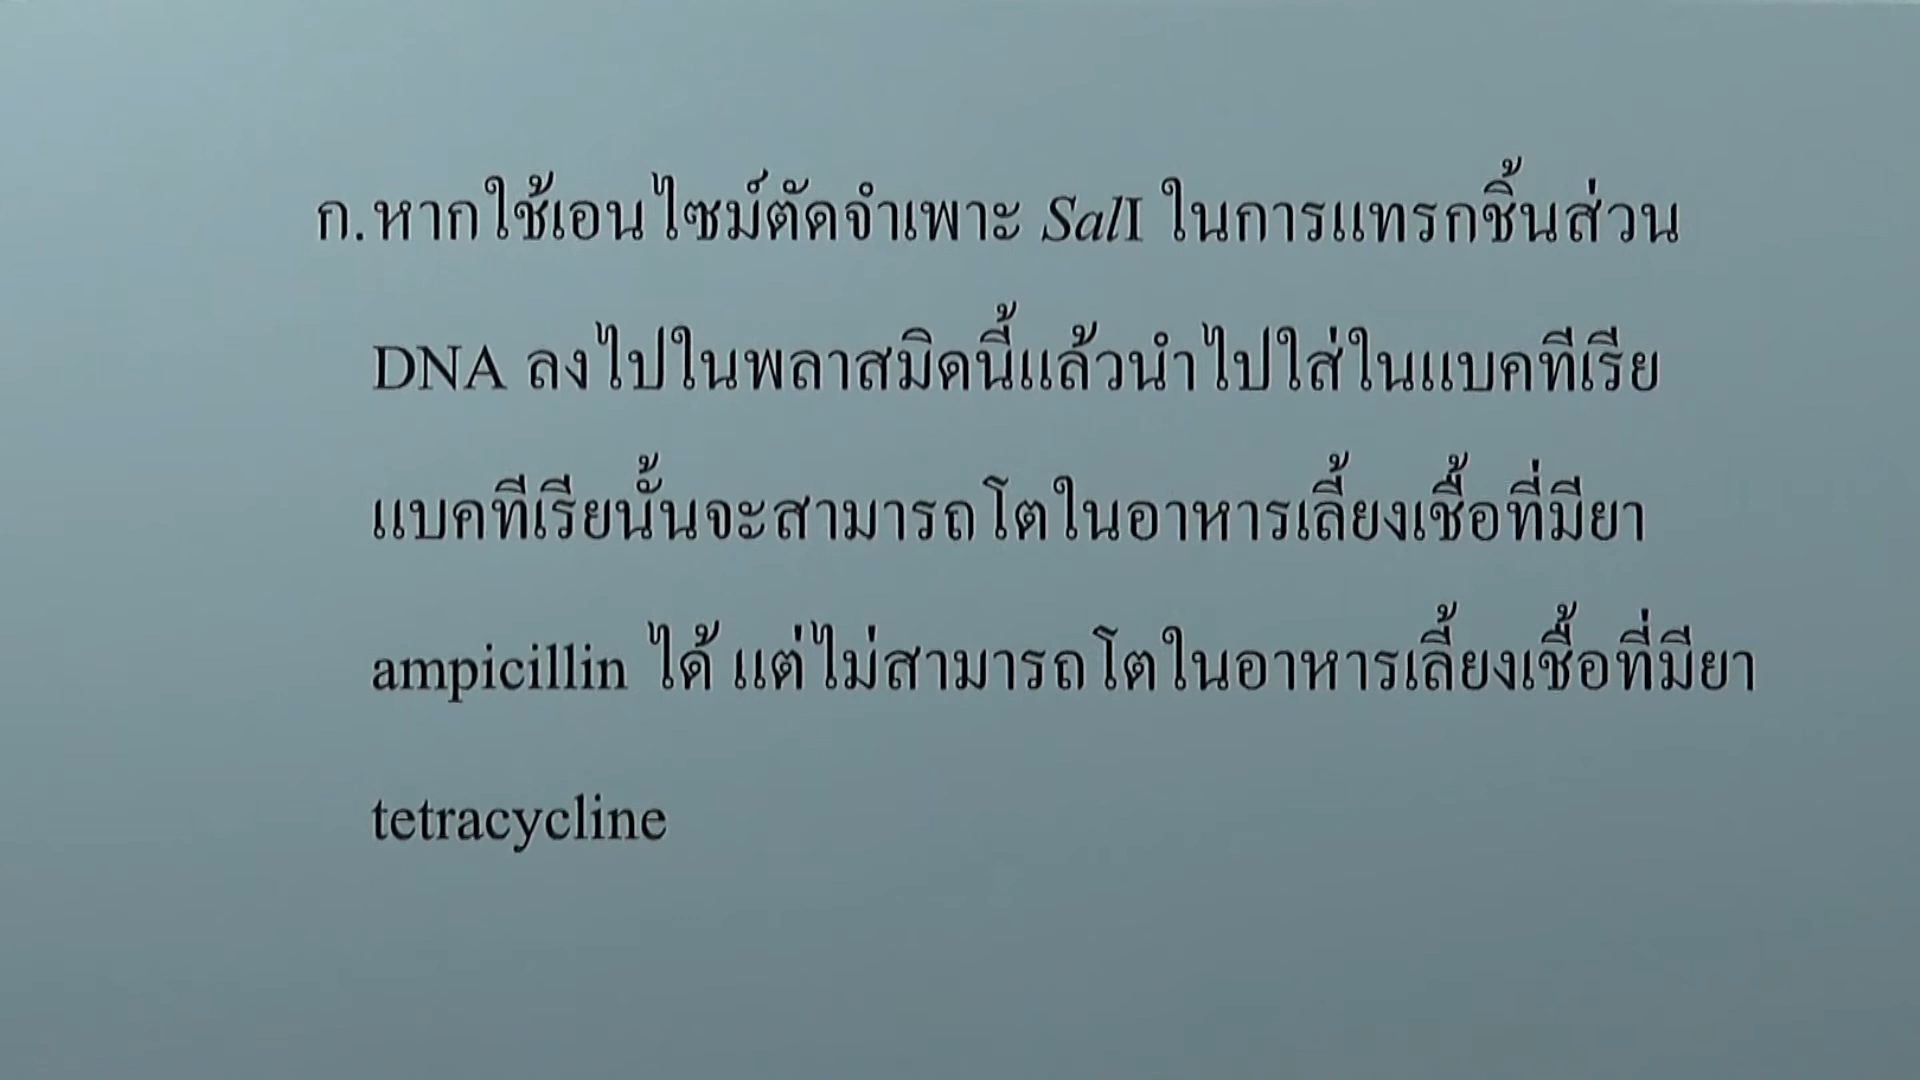 ก.หากใช้เอนไซม์ตัดจำเพาะ SalI ในการแทรกชิ้นส่วน
DNA ลงไปในพลาสมิดนี้แล้วนำไปใส่ในแบคทีเรีย
แบคทีเรียนั้นจะสามารถโตในอาหารเลี้ยงเชื้อที่มียา
ampicillin ได้ แต่ไม่สามารถโตในอาหารเลี้ยงเชื้อที่มียา
tetracycline